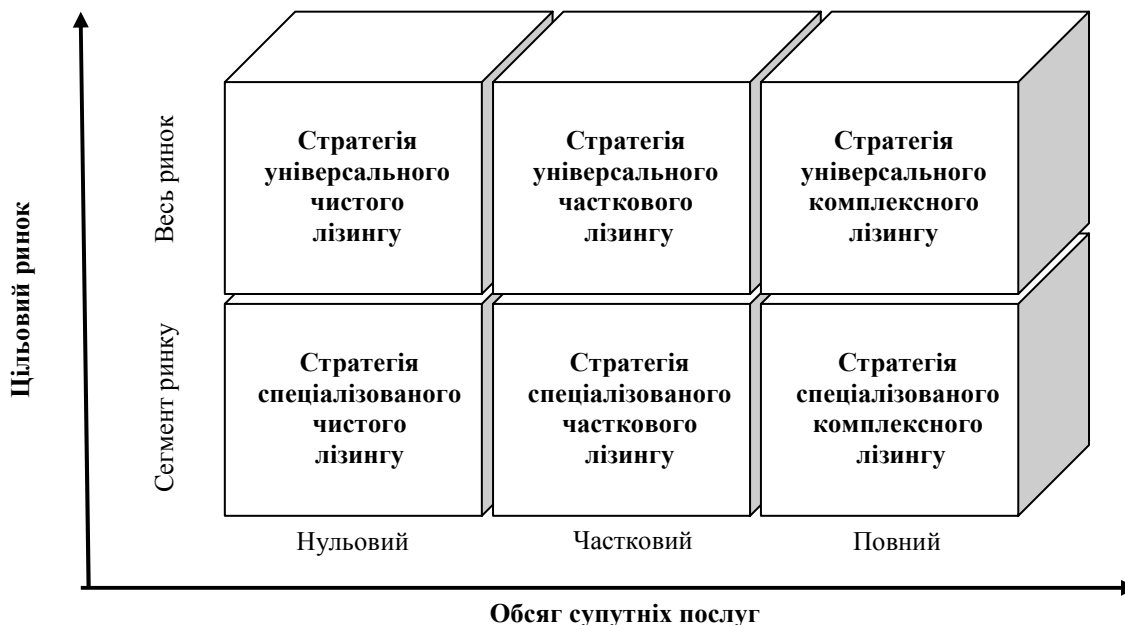 Цільовий ринок
Весь ринок
Стратегія
універсального
чистого
лізингу
Стратегія
універсального
часткового
лізингу
Стратегія
універсального
комплексного
лізингу
Сегмент ринку
Стратегія
спеціалізованого
чистого
лізингу
Стратегія
спеціалізованого
часткового
лізингу
Стратегія
спеціалізованого
комплексного
лізингу
Нульовий
Частковий
Повний
Обсяг супутніх послуг